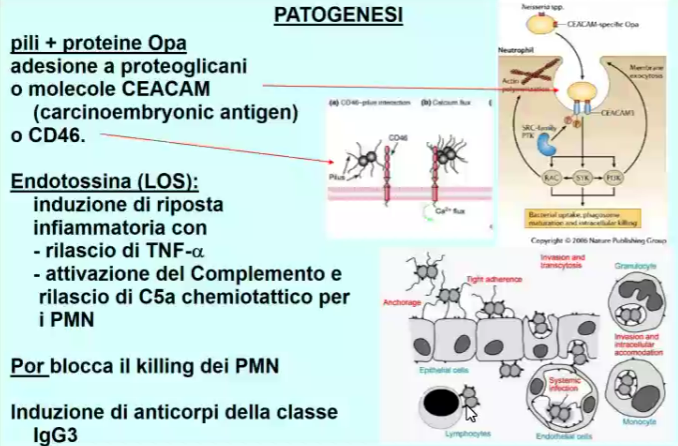 PATOGENESI
pili + proteine Opa
adesione a proteoglicani
o molecole CEACAM
(carcinoembryonic antigen)
o CD46.
Endotossina (LOS):
induzione di riposta
infiammatoria con
- rilascio di TNF-α
- attivazione del Complemento e
rilascio di C5a chemiotattico per
i PMN
Por blocca il killing dei PMN
Induzione di anticorpi della classe
IgG3
(a) CD46-pilus interaction
(b) Calcium flux
CD46
Pilus
Ca2+ flux
Neisseria spp.
CEACAM-specific Opa
Neutrophil
Actin
polymerization
Membrane
exocytosis
CEACAM3
P
P
SRC-family
PTK
RAC
SYK
PI3K
Bacterial uptake, phagosome
maturation and intracellular killing
Copyright © 2006 Nature Publishing Group
Anchorage
Tight adherence
Invasion and
transcytosis
Granulocyte
Epithelial cells
Invasion and
intracellular
accomodation
Systemic
infection
Lymphocytes
Endothelial cells
Monocyte